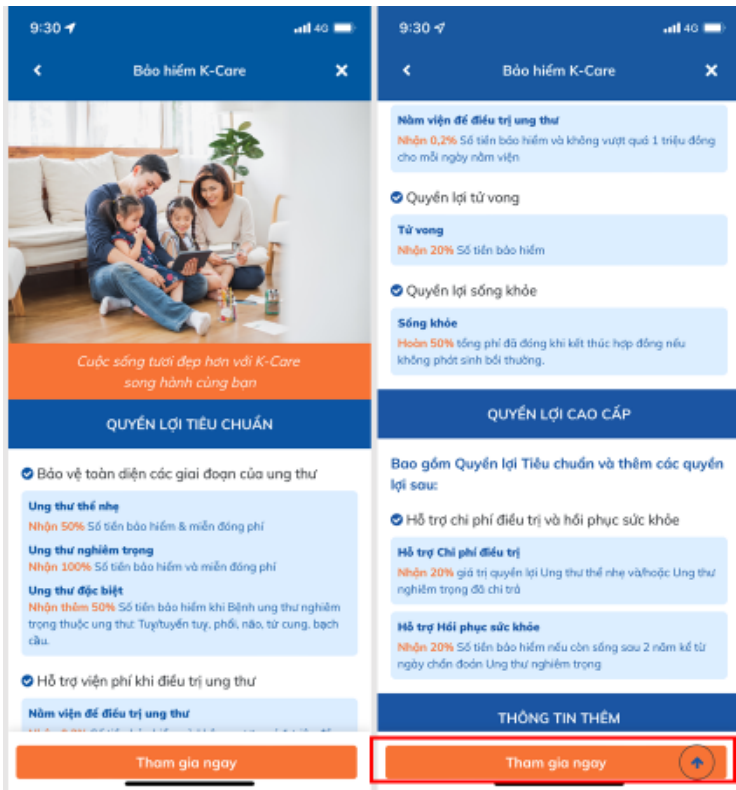 9:30
4G
Bảo hiểm K-Care
Cuộc sống tươi đẹp hơn với K-Care
song hành cùng bạn
QUYỀN LỢI TIÊU CHUẨN
Bảo vệ toàn diện các giai đoạn của ung thư
Ung thư thể nhẹ
Nhận 50% Số tiền bảo hiểm & miễn đóng phí
Ung thư nghiêm trọng
Nhận 100% Số tiền bảo hiểm và miễn đóng phí
Ung thư đặc biệt
Nhận thêm 50% Số tiền bảo hiểm khi Bệnh ung thư nghiêm
trọng thuộc ung thư: Tuỵ/tuyến tuỵ, phổi, não, tử cung, bạch
cầu.
Hỗ trợ viện phí khi điều trị ung thư
Nằm viện để điều trị ung thư
Tham gia ngay
9:30
4G
Bảo hiểm K-Care
Nằm viện để điều trị ung thư
Nhận 0,2% Số tiền bảo hiểm và không vượt quá 1 triệu đồng
cho mỗi ngày nằm viện
Quyền lợi tử vong
Tử vong
Nhận 20% Số tiền bảo hiểm
Quyền lợi sống khỏe
Sống khỏe
Hoàn 50% tổng phí đã đóng khi kết thúc hợp đồng nếu
không phát sinh bồi thường.
QUYỀN LỢI CAO CẤP
Bao gồm Quyền lợi Tiêu chuẩn và thêm các quyền
lợi sau:
Hỗ trợ chi phí điều trị và hồi phục sức khỏe
Hỗ trợ Chi phí điều trị
Nhận 20% giá trị quyền lợi Ung thư thể nhẹ và/hoặc Ung thư
nghiêm trọng đã chi trả
Hỗ trợ Hồi phục sức khỏe
Nhận 20% Số tiền bảo hiểm nếu còn sống sau 2 năm kể từ
ngày chẩn đoán Ung thư nghiêm trọng
THÔNG TIN THÊM
Tham gia ngay